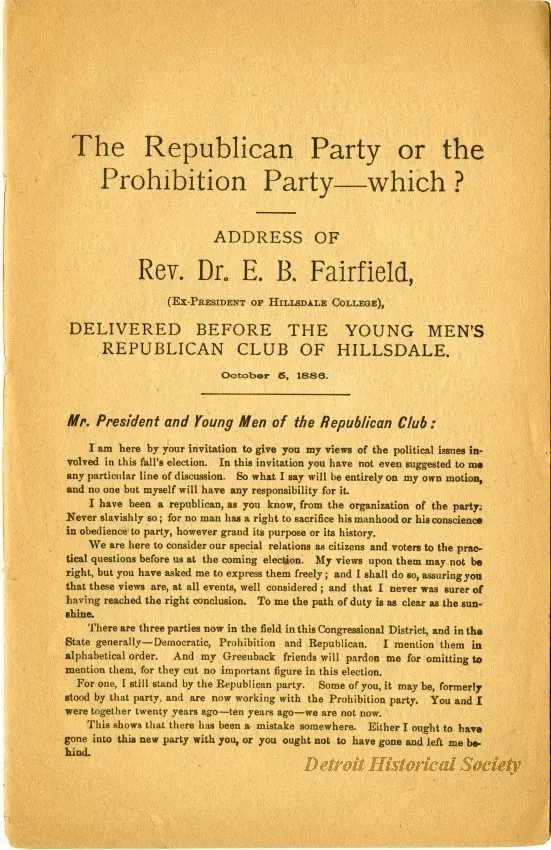 The Republican Party or the
Prohibition Party—which?
ADDRESS OF
Rev. Dr. E. B. Fairfield,
(Ex-President of Hillsdale College),
DELIVERED BEFORE THE YOUNG MEN'S
REPUBLICAN CLUB OF HILLSDALE.
October 5, 1886.
Mr. President and Young Men of the Republican Club:
I am here by your invitation to give you my views of the political issues in-
volved in this fall's election. In this invitation you have not even suggested to me
any particular line of discussion. So what I say will be entirely on my own motion,
and no one but myself will have any responsibility for it.
I have been a republican, as you know, from the organization of the party.
Never slavishly so; for no man has a right to sacrifice his manhood or his conscience
in obedience to party, however grand its purpose or its history.
We are here to consider our special relations as citizens and voters to the prac-
tical questions before us at the coming election. My views upon them may not be
right, but you have asked me to express them freely; and I shall do so, assuring you
that these views are, at all events, well considered; and that I never was surer of
having reached the right conclusion. To me the path of duty is as clear as the sun-
shine.
There are three parties now in the field in this Congressional District, and in the
State generally—Democratic, Prohibition and Republican. I mention them in
alphabetical order. And my Greenback friends will pardon me for omitting to
mention them, for they cut no important figure in this election.
For one, I still stand by the Republican party. Some of you, it may be, formerly
stood by that party, and are now working with the Prohibition party. You and I
were together twenty years ago—ten years ago—we are not now.
This shows that there has been a mistake somewhere. Either I ought to have
gone into this new party with you, or you ought not to have gone and left me be-
hind.
Detroit Historical Society